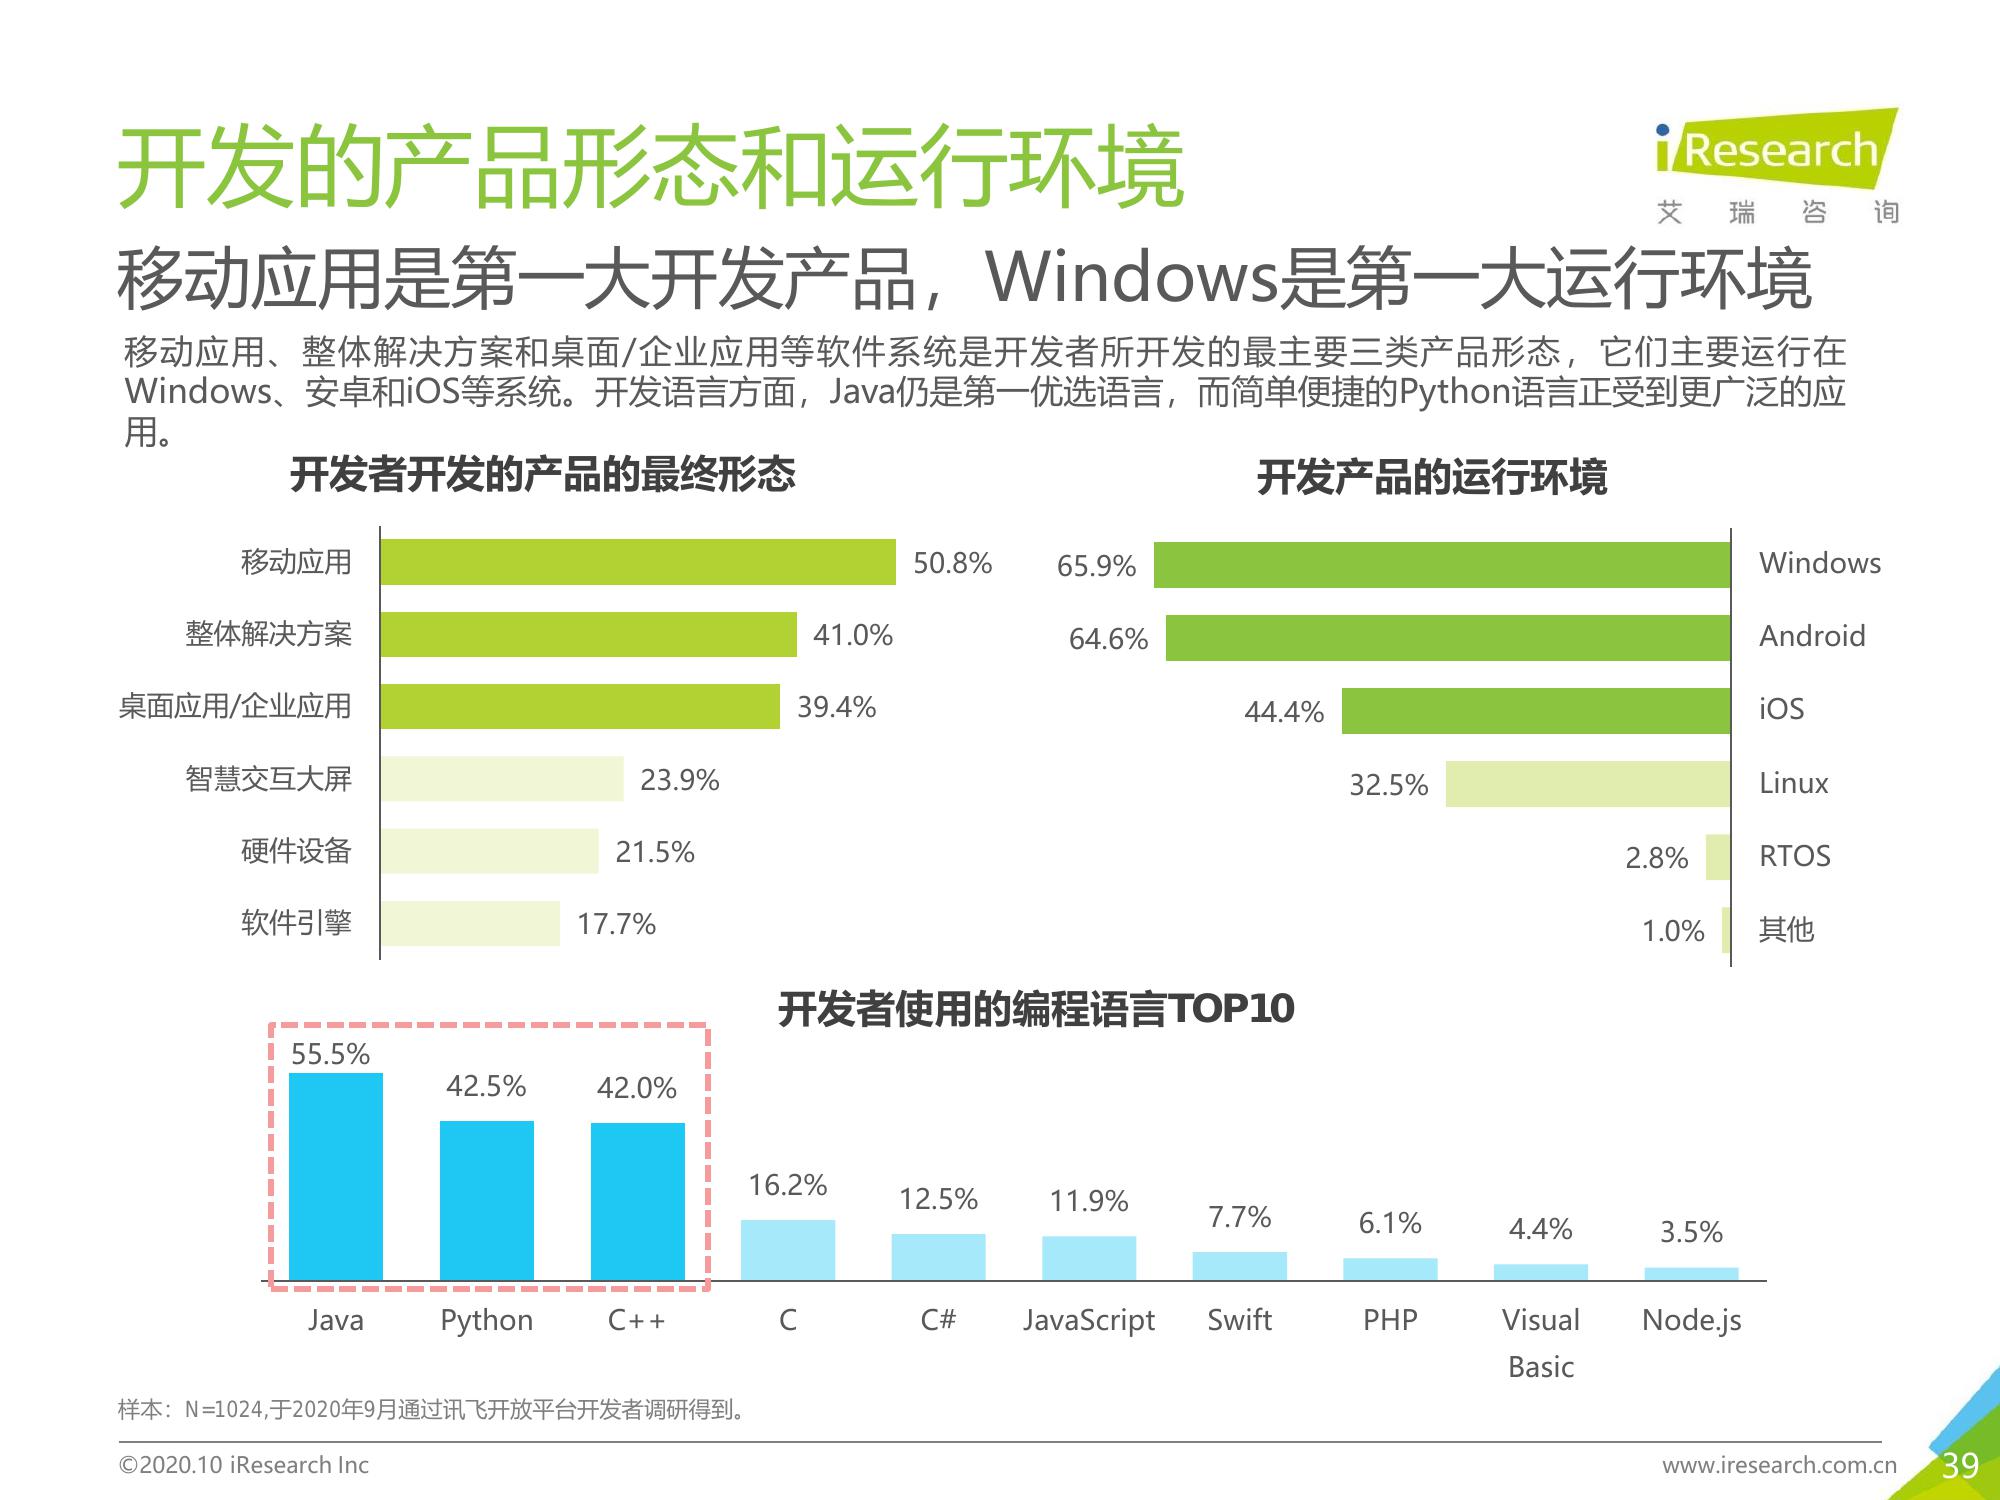 开发的产品形态和运行环境
iResearch
艾瑞咨询
移动应用是第一大开发产品，Windows是第一大运行环境
移动应用、整体解决方案和桌面/企业应用等软件系统是开发者所开发的最主要三类产品形态，它们主要运行在
Windows、安卓和iOS等系统。开发语言方面，Java仍是第一优选语言，而简单便捷的Python语言正受到更广泛的应
用。
开发者开发的产品的最终形态
移动应用 50.8%
整体解决方案 41.0%
桌面应用/企业应用 39.4%
智慧交互大屏 23.9%
硬件设备 21.5%
软件引擎 17.7%
开发产品的运行环境
65.9% Windows
64.6% Android
44.4% iOS
32.5% Linux
2.8% RTOS
1.0% 其他
开发者使用的编程语言TOP10
55.5% 42.5% 42.0% 16.2% 12.5% 11.9% 7.7% 6.1% 4.4% 3.5%
Java Python C++ C C# JavaScript Swift PHP Visual Node.js
Basic
样本：N=1024,于2020年9月通过讯飞开放平台开发者调研得到。
©2020.10 iResearch Inc
www.iresearch.com.cn
39